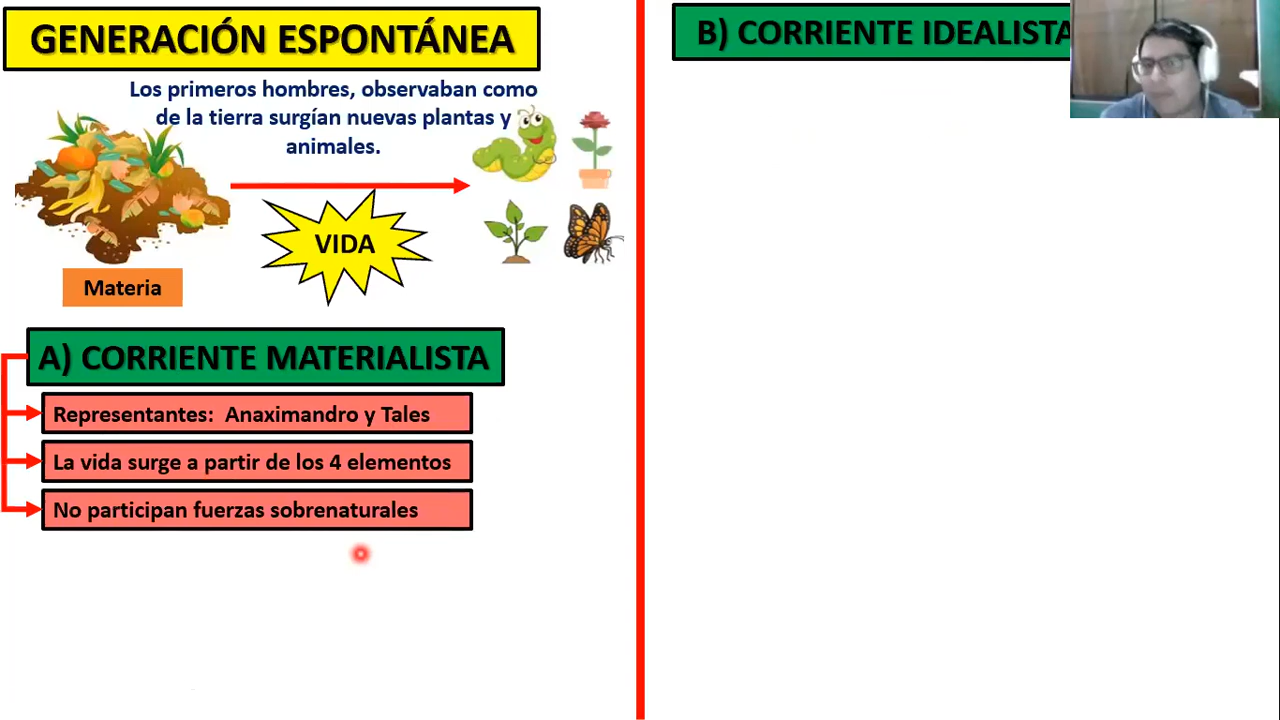 GENERACIÓN ESPONTÁNEA
Los primeros hombres, observaban como
de la tierra surgían nuevas plantas y
animales.
VIDA
Materia
A) CORRIENTE MATERIALISTA
Representantes: Anaximandro y Tales
La vida surge a partir de los 4 elementos
No participan fuerzas sobrenaturales
B) CORRIENTE IDEALISTA